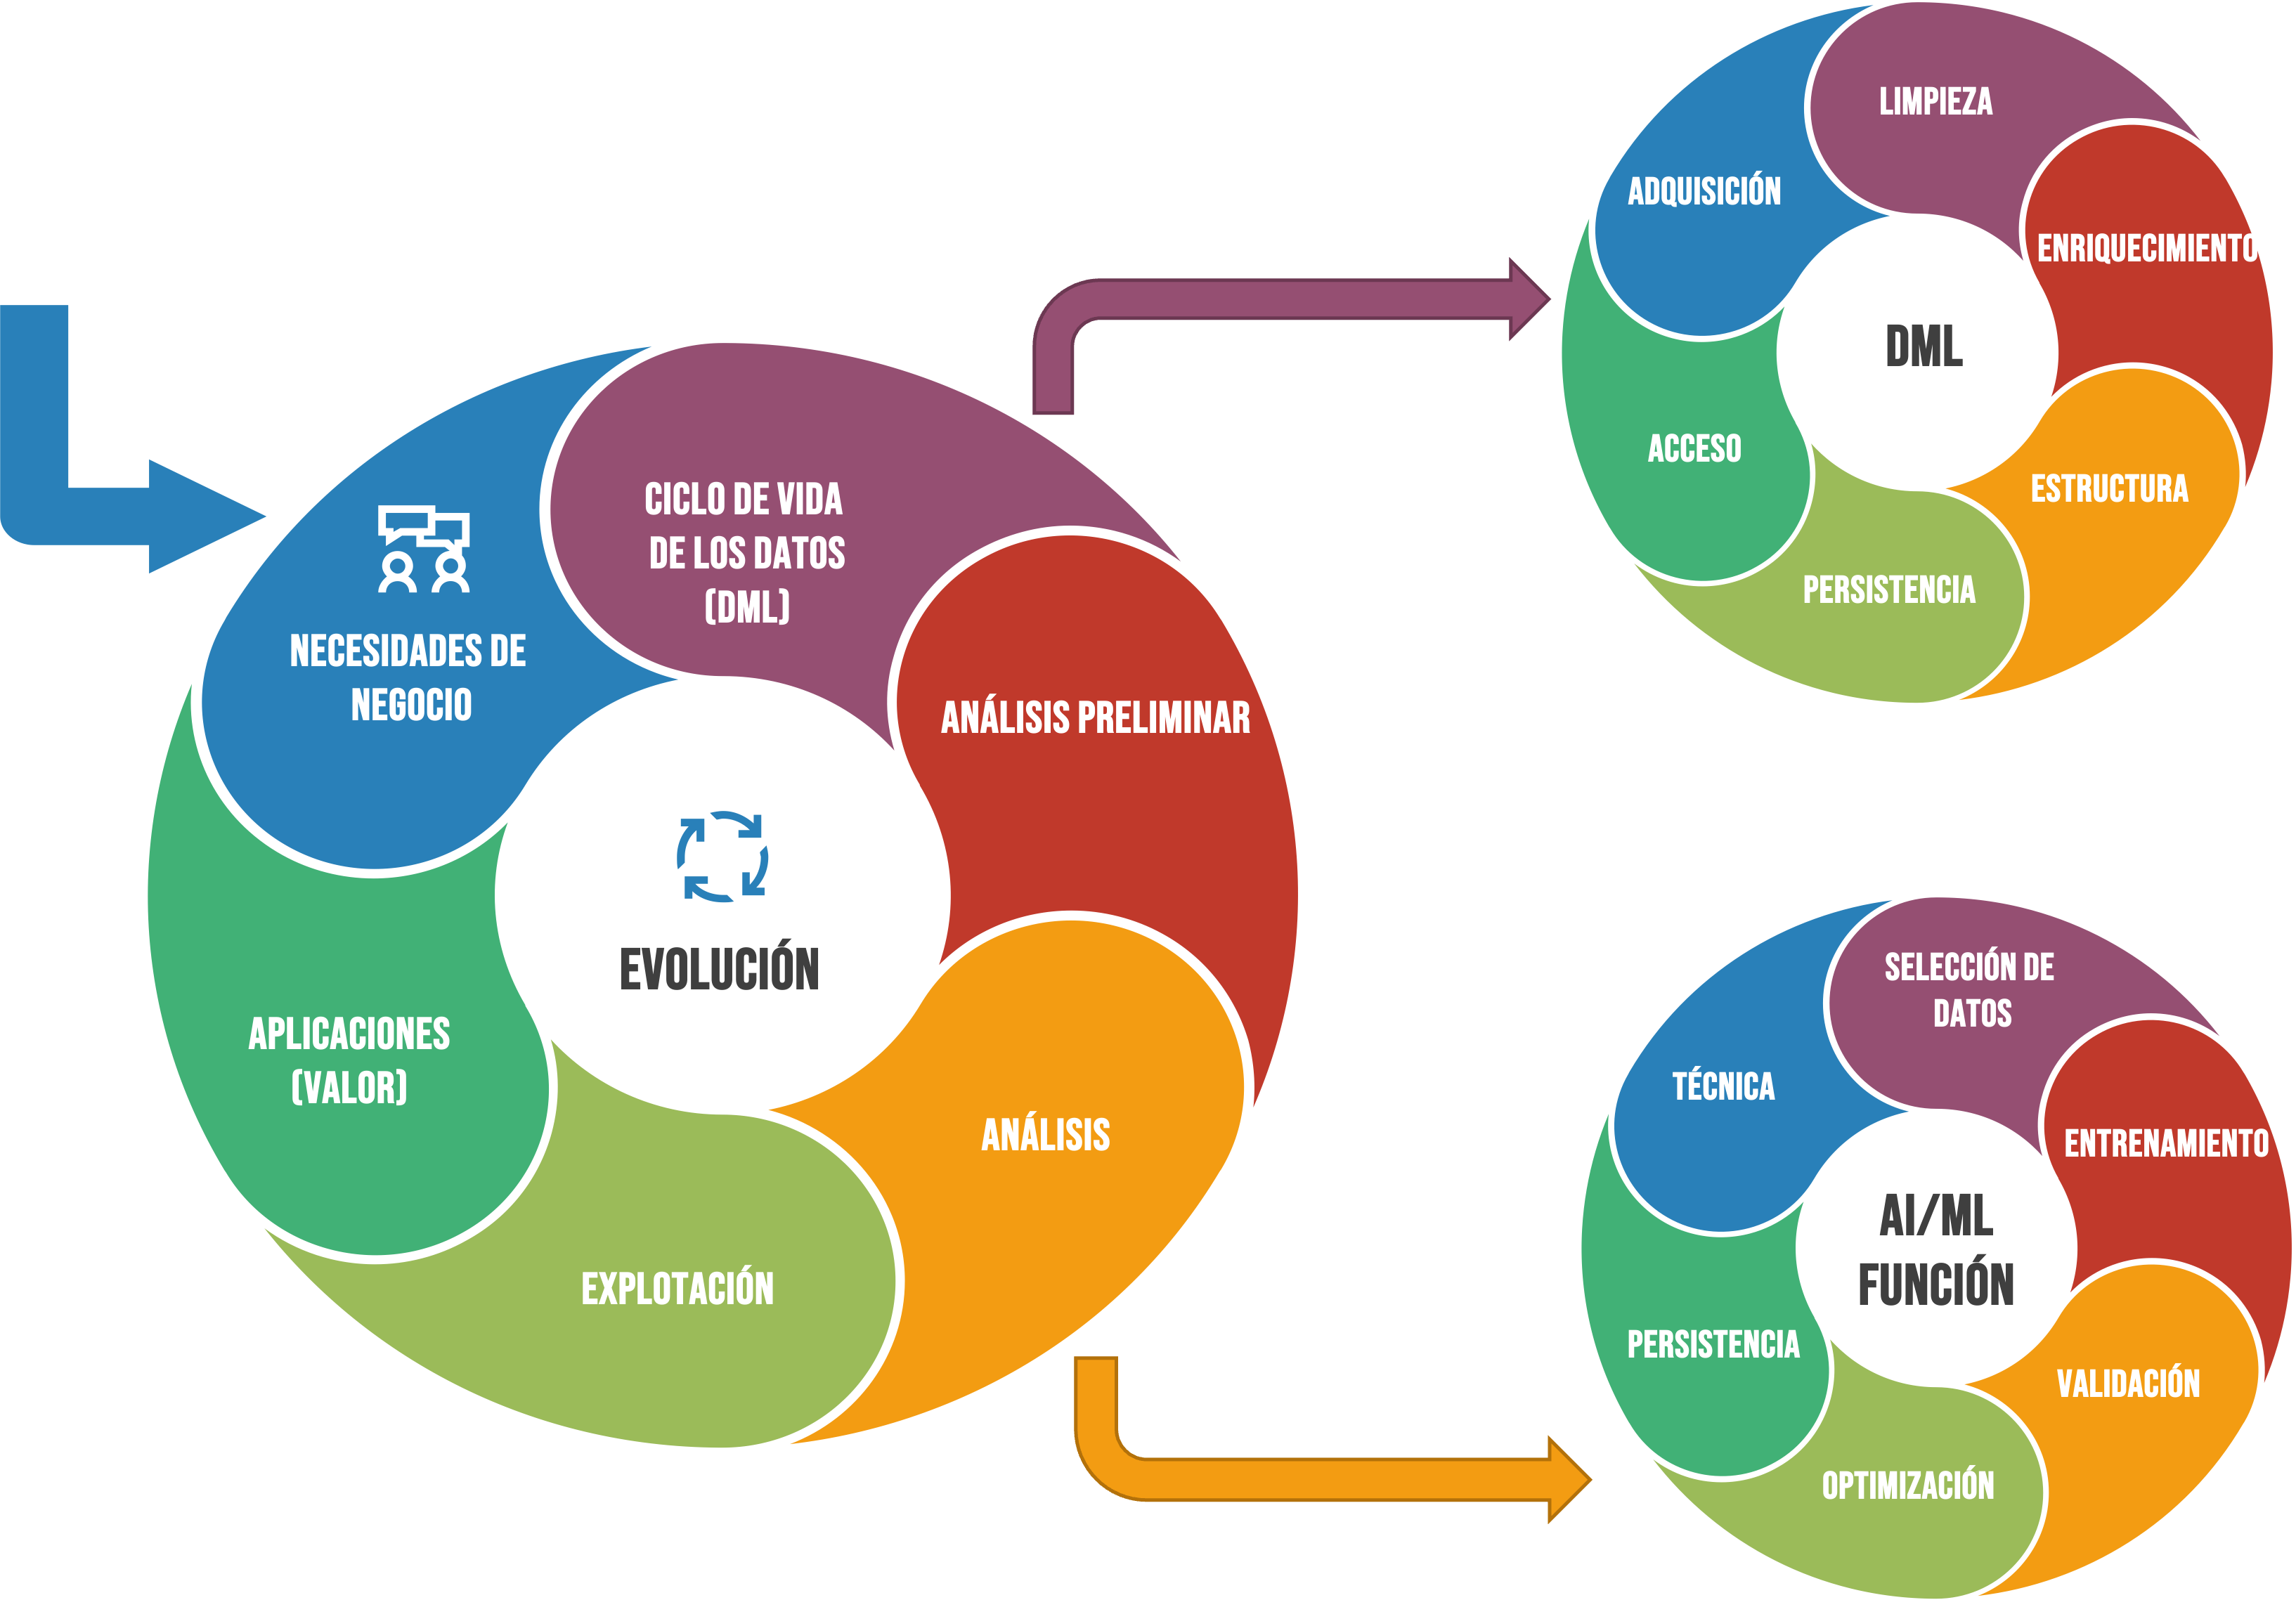 NECESIDADES DE
NEGOCIO
CICLO DE VIDA
DE LOS DATOS
(DML)
ANÁLISIS PRELIMINAR
ANÁLISIS
EXPLOTACIÓN
APLICACIONES
(VALOR)
EVOLUCIÓN
ADQUISICIÓN
LIMPIEZA
ENRIQUECIMIENTO
ESTRUCTURA
PERSISTENCIA
ACCESO
DML
TÉCNICA
SELECCIÓN DE
DATOS
ENTRENAMIENTO
VALIDACIÓN
OPTIMIZACIÓN
PERSISTENCIA
AI/ML
FUNCIÓN